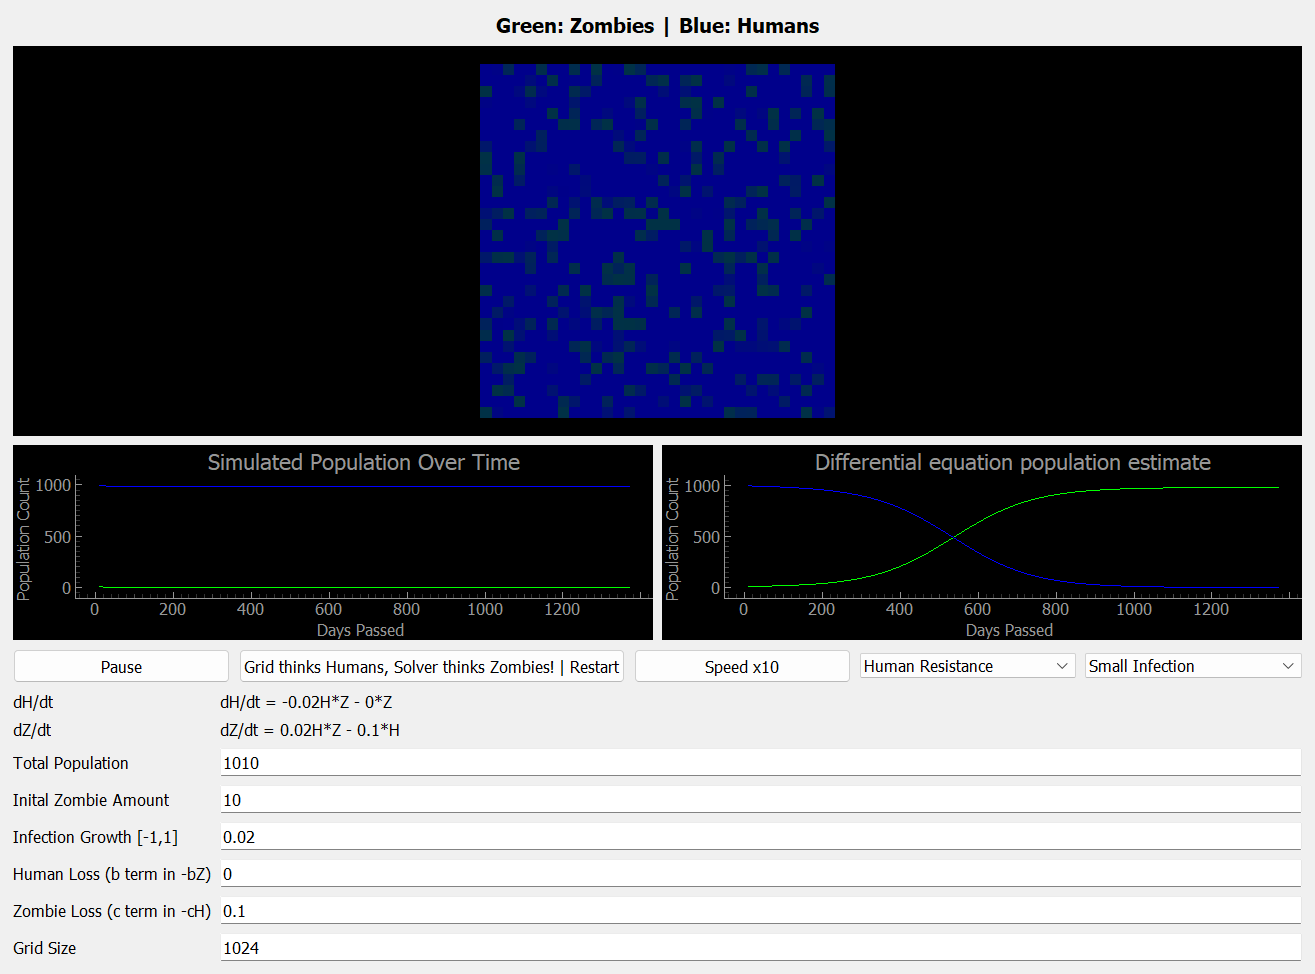 Green: Zombies | Blue: Humans
Simulated Population Over Time
Population Count
1000
500
0
0 200 400 600 800 1000 1200
Days Passed
Differential equation population estimate
Population Count
1000
500
0
0 200 400 600 800 1000 1200
Days Passed
Pause
Grid thinks Humans, Solver thinks Zombies! | Restart
Speed x10
Human Resistance
Small Infection
dH/dt dH/dt = -0.02H*Z - 0*Z
dZ/dt dZ/dt = 0.02H*Z - 0.1*H
Total Population 1010
Inital Zombie Amount 10
Infection Growth [-1,1] 0.02
Human Loss (b term in -bZ) 0
Zombie Loss (c term in -cH) 0.1
Grid Size 1024